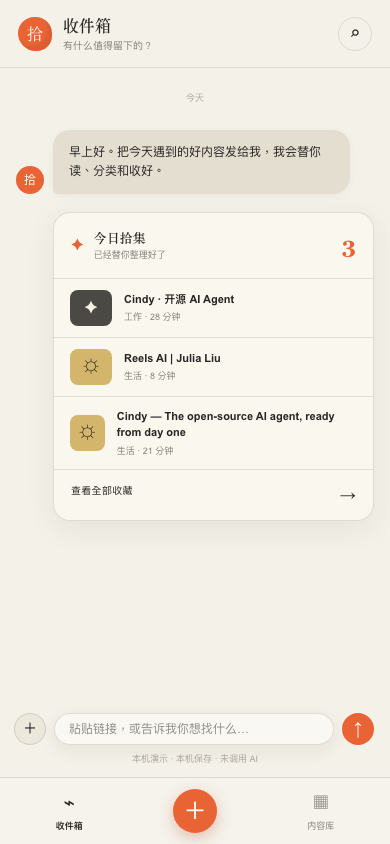 拾
收件箱
有什么值得留下的？
今天
早上好。把今天遇到的好内容发给我，我会替你
读、分类和收好。
拾
今日拾集
已经替你整理好了
3
Cindy · 开源 AI Agent
工作 · 28 分钟
Reels AI | Julia Liu
生活 · 8 分钟
Cindy — The open-source AI agent, ready
from day one
生活 · 21 分钟
查看全部收藏
粘贴链接，或告诉我你想找什么…
本机演示 · 本机保存 · 未调用 AI
收件箱
内容库